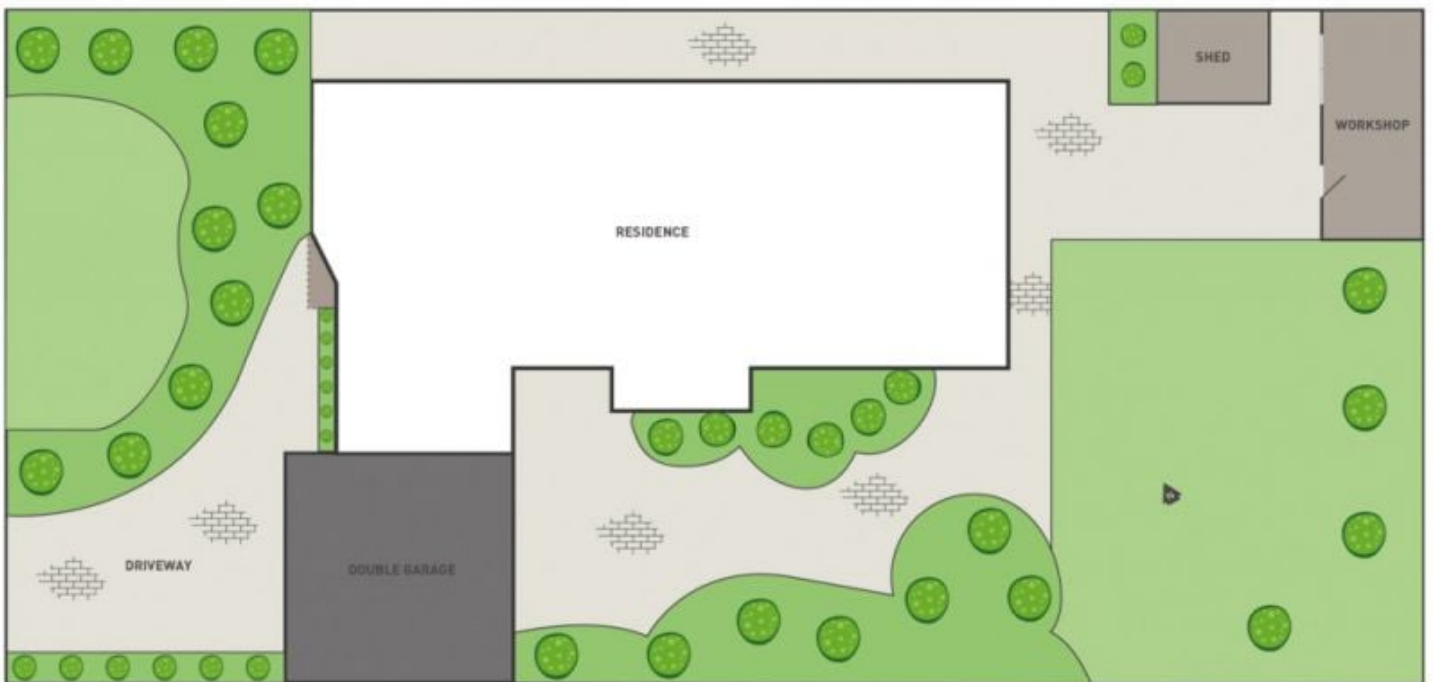 SHED
WORKSHOP
RESIDENCE
DRIVEWAY
DOUBLE GARAGE